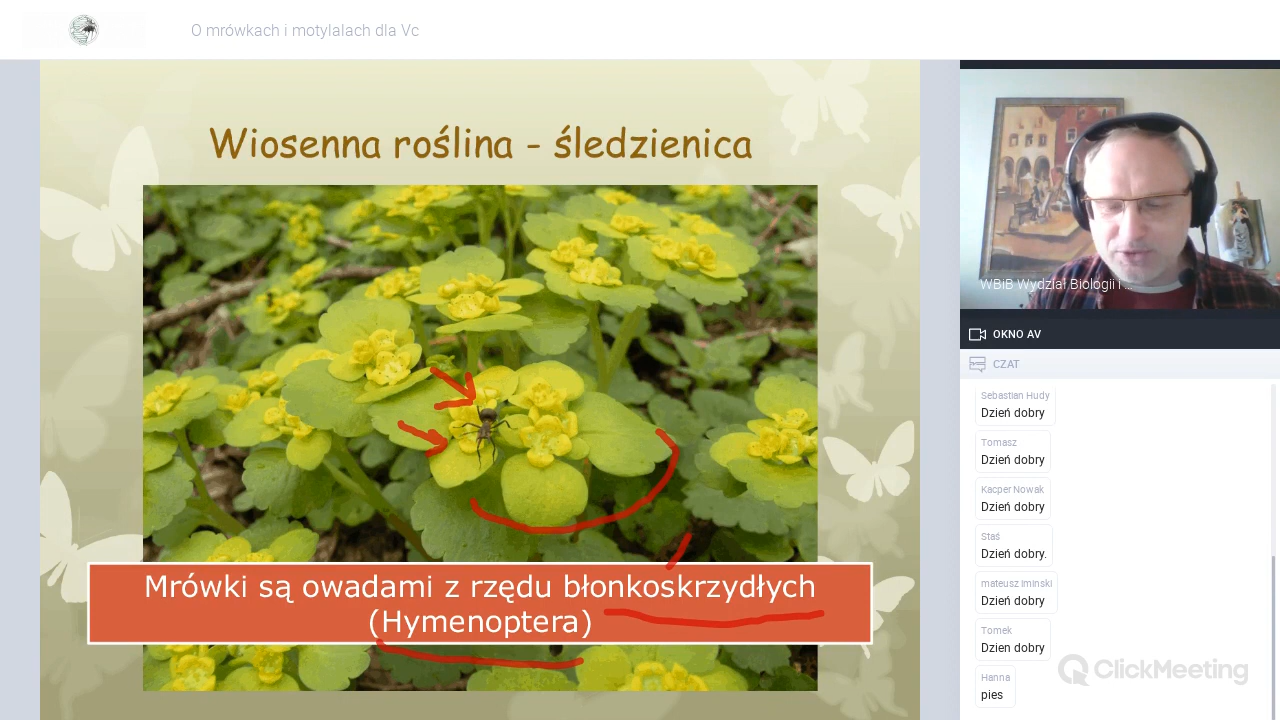 O mrówkach i motylalach dla Vc
Wiosenna roślina - śledzienica
Mrówki są owadami z rzędu błonkoskrzydłych
(Hymenoptera)
WBiB Wydział Biologii i ...
OKNO AV
CZAT
Sebastian Hudy
Dzień dobry
Tomasz
Dzień dobry
Kacper Nowak
Dzień dobry
Staś
Dzień dobry.
mateusz Iminski
Dzień dobry
Tomek
Dzien dobry
Hanna
pies
ClickMeeting